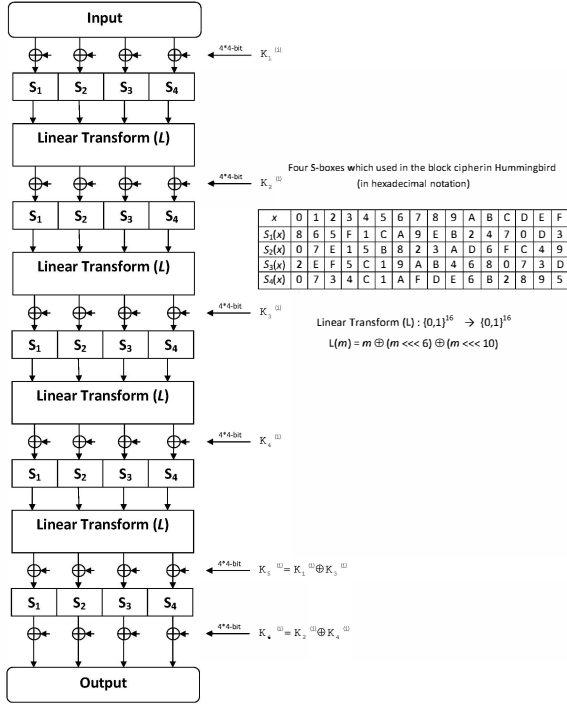 Input
4*4-bit K₁⁽¹⁾
S₁ S₂ S₃ S₄
Linear Transform (L)
4*4-bit K₂⁽¹⁾
S₁ S₂ S₃ S₄
Linear Transform (L)
4*4-bit K₃⁽¹⁾
S₁ S₂ S₃ S₄
Linear Transform (L)
4*4-bit K₄⁽¹⁾
S₁ S₂ S₃ S₄
Linear Transform (L)
4*4-bit K₅⁽¹⁾= K₁⁽¹⁾⊕K₃⁽¹⁾
S₁ S₂ S₃ S₄
4*4-bit K₆⁽¹⁾= K₂⁽¹⁾⊕K₄⁽¹⁾
Output
Four S-boxes which used in the block cipherin Hummingbird
(in hexadecimal notation)
x 0 1 2 3 4 5 6 7 8 9 A B C D E F
S₁(x) 8 6 5 F 1 C A 9 E B 2 4 7 0 D 3
S₂(x) 0 7 E 1 5 B 8 2 3 A D 6 F C 4 9
S₃(x) 2 E F 5 C 1 9 A B 4 6 8 0 7 3 D
S₄(x) 0 7 3 4 C 1 A F D E 6 B 2 8 9 5
Linear Transform (L) : {0,1}¹⁶ → {0,1}¹⁶
L(m) = m ⊕ (m <<< 6) ⊕ (m <<< 10)